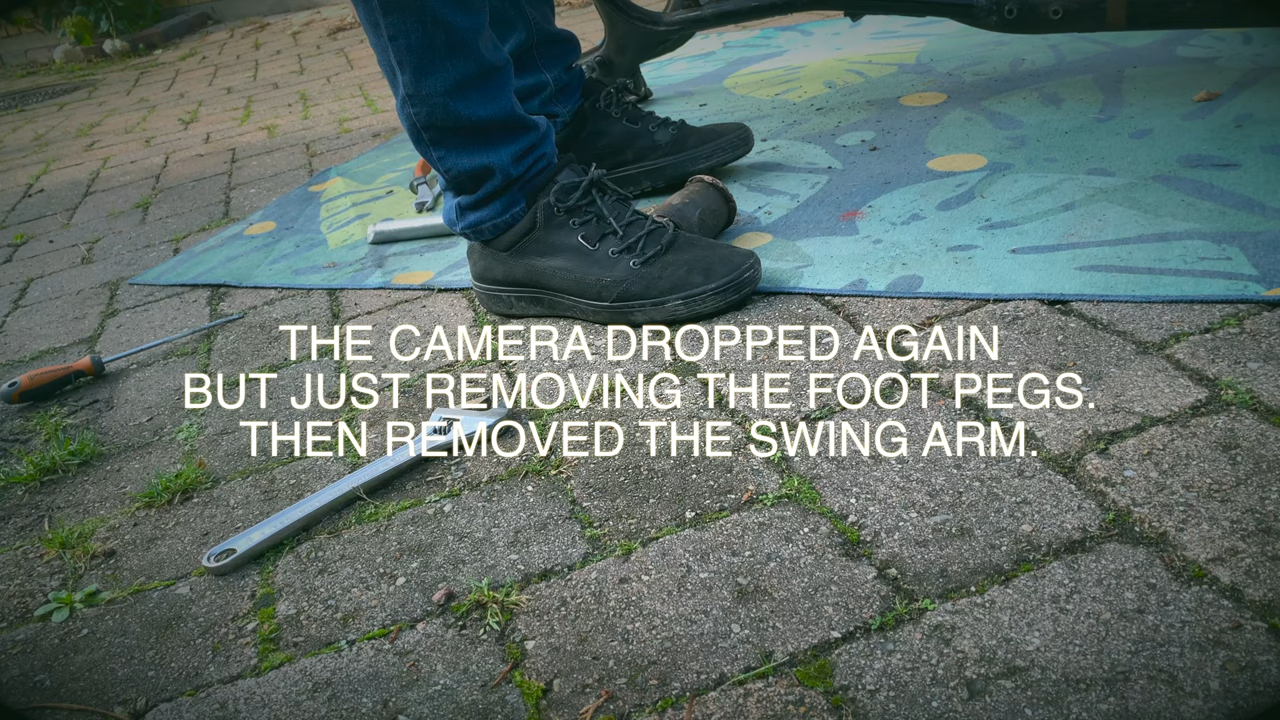 THE CAMERA DROPPED AGAIN
BUT JUST REMOVING THE FOOT PEGS.
THEN REMOVED THE SWING ARM.